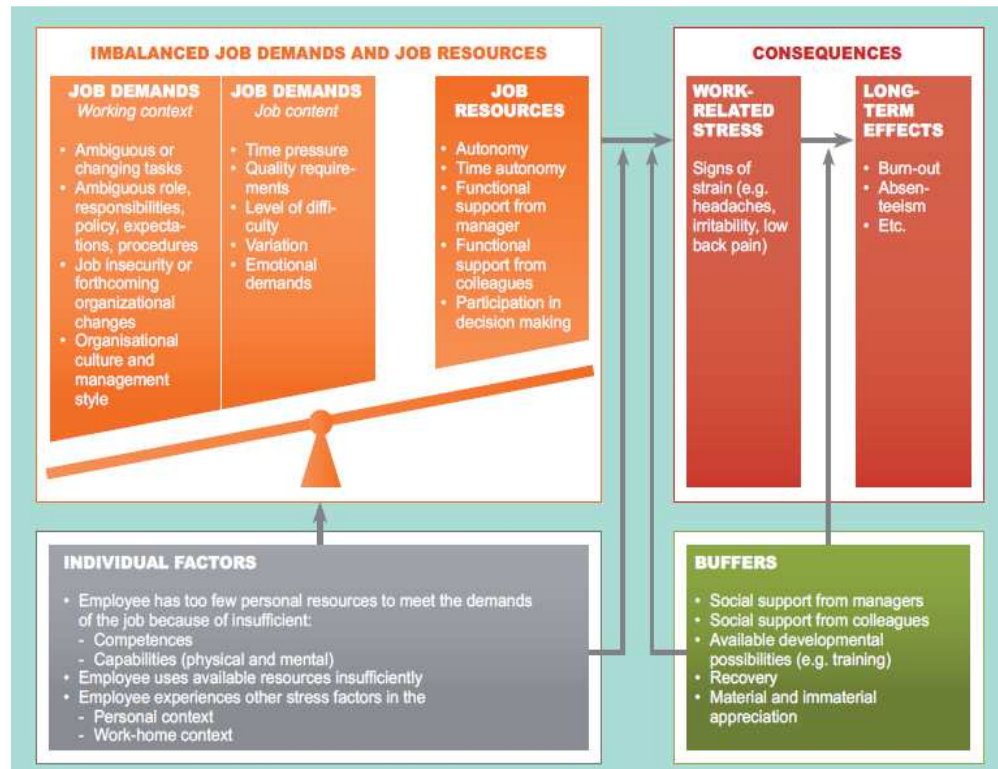 IMBALANCED JOB DEMANDS AND JOB RESOURCES
JOB DEMANDS
Working context
• Ambiguous or
changing tasks
• Ambiguous role,
responsibilities,
policy, expecta-
tions, procedures
• Job insecurity or
forthcoming
organizational
changes
• Organisational
culture and
management
style
JOB DEMANDS
Job content
• Time pressure
• Quality require-
ments
• Level of diffi-
culty
• Variation
• Emotional
demands
JOB
RESOURCES
• Autonomy
• Time autonomy
• Functional
support from
manager
• Functional
support from
colleagues
• Participation in
decision making
CONSEQUENCES
WORK-
RELATED
STRESS
Signs of
strain (e.g.
headaches,
irritability, low
back pain)
LONG-
TERM
EFFECTS
• Burn-out
• Absen-
teeism
• Etc.
INDIVIDUAL FACTORS
• Employee has too few personal resources to meet the demands
of the job because of insufficient:
- Competences
- Capabilities (physical and mental)
• Employee uses available resources insufficiently
• Employee experiences other stress factors in the
- Personal context
- Work-home context
BUFFERS
• Social support from managers
• Social support from colleagues
• Available developmental
possibilities (e.g. training)
• Recovery
• Material and immaterial
appreciation